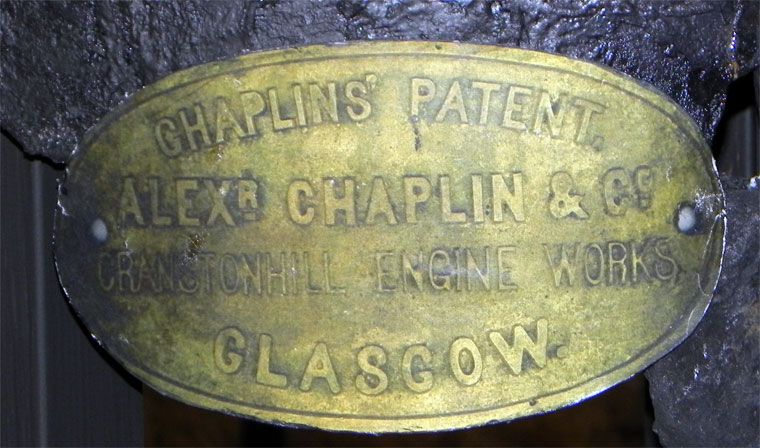 CHAPLINS' PATENT.
ALEXR CHAPLIN & CO
CRANSTONHILL ENGINE WORKS,
GLASGOW.